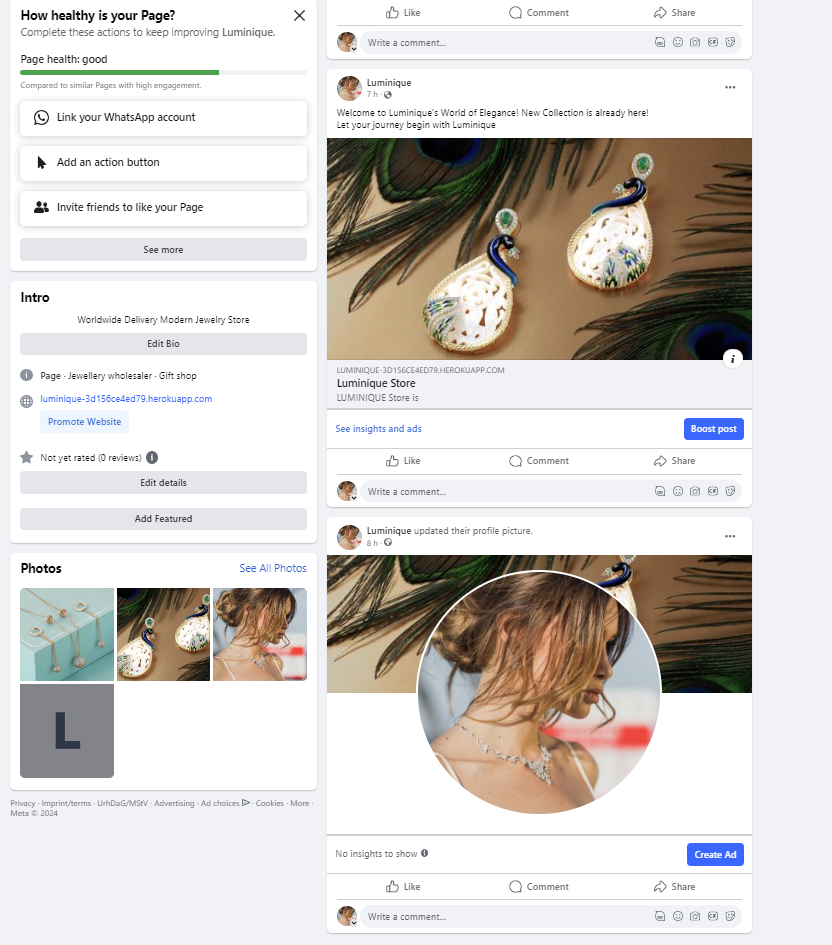 How healthy is your Page?
Complete these actions to keep improving Luminique.
Page health: good
Compared to similar Pages with high engagement.
Link your WhatsApp account
Add an action button
Invite friends to like your Page
See more
Intro
Worldwide Delivery Modern Jewelry Store
Edit Bio
Page · Jewellery wholesaler · Gift shop
luminique-3d156ce4ed79.herokuapp.com
Promote Website
Not yet rated (0 reviews)
Edit details
Add Featured
Photos
See All Photos
L
Privacy · Imprint/terms · UrhDaG/MStV · Advertising · Ad choices · Cookies · More ·
Meta © 2024
Like Comment Share
Write a comment...
Luminique
7 h ·
Welcome to Luminique's World of Elegance! New Collection is already here!
Let your journey begin with Luminique
LUMINIQUE-3D156CE4ED79.HEROKUAPP.COM
Luminique Store
LUMINIQUE Store is
See insights and ads
Boost post
Like Comment Share
Write a comment...
Luminique updated their profile picture.
8 h ·
No insights to show
Create Ad
Like Comment Share
Write a comment...